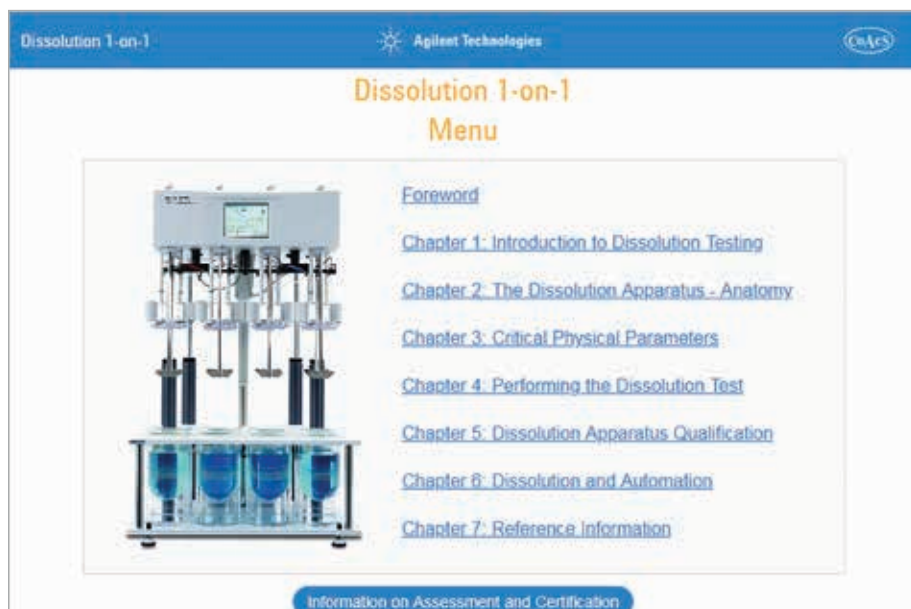 Dissolution 1-on-1
Agilent Technologies
CoAcS
Dissolution 1-on-1
Menu
Foreword
Chapter 1: Introduction to Dissolution Testing
Chapter 2: The Dissolution Apparatus - Anatomy
Chapter 3: Critical Physical Parameters
Chapter 4: Performing the Dissolution Test
Chapter 5: Dissolution Apparatus Qualification
Chapter 6: Dissolution and Automation
Chapter 7: Reference Information
Information on Assessment and Certification